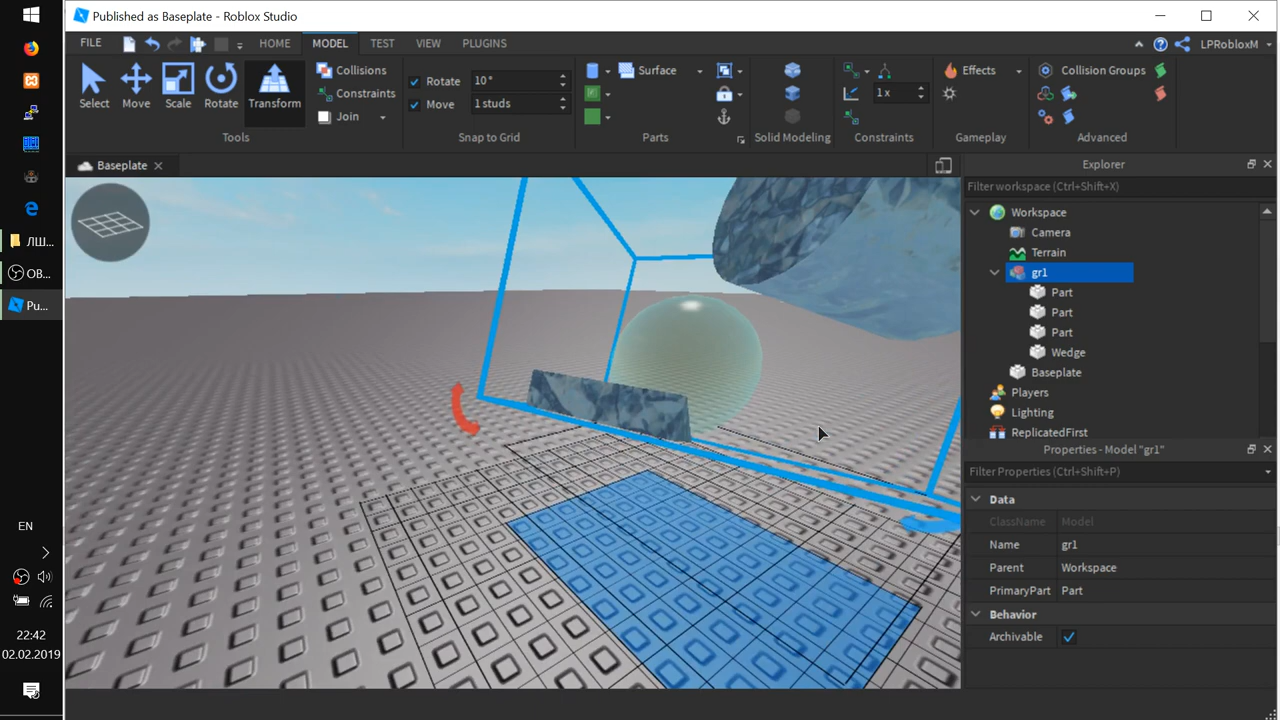 Published as Baseplate - Roblox Studio
FILE
HOME
MODEL
TEST
VIEW
PLUGINS
LPRobloxM
Select
Move
Scale
Rotate
Transform
Collisions
Constraints
Join
Tools
Rotate
10 °
Move
1 studs
Snap to Grid
Surface
Parts
Solid Modeling
1 x
Constraints
Effects
Gameplay
Collision Groups
Advanced
Baseplate
Explorer
Filter workspace (Ctrl+Shift+X)
Workspace
Camera
Terrain
gr1
Part
Part
Part
Wedge
Baseplate
Players
Lighting
ReplicatedFirst
Properties - Model "gr1"
Filter Properties (Ctrl+Shift+P)
Data
ClassName Model
Name gr1
Parent Workspace
PrimaryPart Part
Behavior
Archivable
ЛШ...
OB...
Pu...
EN
22:42
02.02.2019